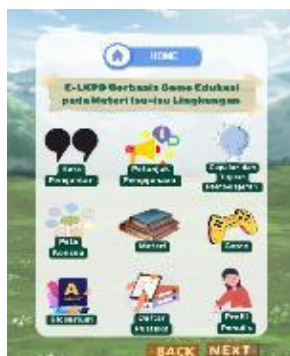 HOME
E-LKPD Berbasis Game Edukasi
pada Materi Isu-isu Lingkungan
Kata
Pengantar
Petunjuk
Penggunaan
Capaian dan
Tujuan
Pembelajaran
Peta
Konsep
Materi
Game
Glosarium
Daftar
Pustaka
Profil
Penulis
BACK NEXT